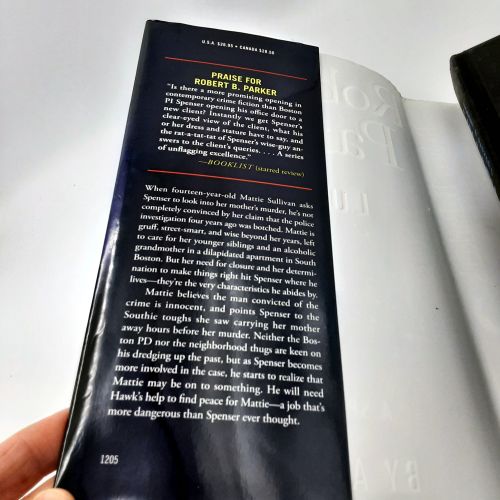 U.S.A. $26.95 • CANADA $28.50
PRAISE FOR
ROBERT B. PARKER
"Is there a more promising opening in
contemporary crime fiction than Boston
PI Spenser opening his office door to a
new client? Instantly we get Spenser's
clear-eyed view of the client, what his
or her dress and stature have to say, and
the rat-a-tat-tat of Spenser's wise-guy an-
swers to the client's queries. . . . A series
of unflagging excellence."
—BOOKLIST (starred review)
When fourteen-year-old Mattie Sullivan asks
Spenser to look into her mother's murder, he's not
completely convinced by her claim that the police
investigation four years ago was botched. Mattie is
gruff, street-smart, and wise beyond her years, left
to care for her younger siblings and an alcoholic
grandmother in a dilapidated apartment in South
Boston. But her need for closure and her determi-
nation to make things right hit Spenser where he
lives—they're the very characteristics he abides by.
Mattie believes the man convicted of the
crime is innocent, and points Spenser to the
Southie toughs she saw carrying her mother
away hours before her murder. Neither the Bos-
ton PD nor the neighborhood thugs are keen on
his dredging up the past, but as Spenser becomes
more involved in the case, he starts to realize that
Mattie may be on to something. He will need
Hawk's help to find peace for Mattie—a job that's
more dangerous than Spenser ever thought.
1205